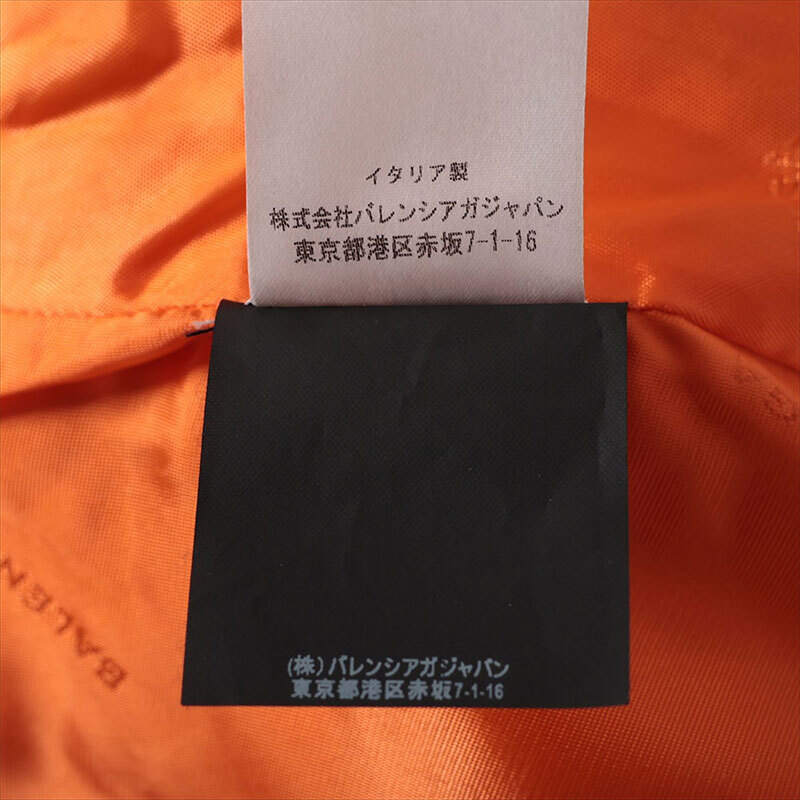 イタリア製
株式会社バレンシアガジャパン
東京都港区赤坂7-1-16
(株)バレンシアガジャパン
東京都港区赤坂7-1-16
BALEN